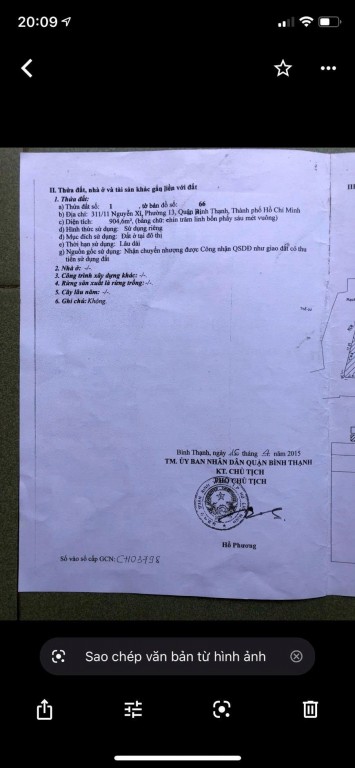 20:09
II. Thửa đất, nhà ở và tài sản khác gắn liền với đất
III
1. Thửa đất:
a) Thửa đất số: 1 , tờ bản đồ số: 66
b) Địa chỉ: 311/11 Nguyễn Xí, Phường 13, Quận Bình Thạnh, Thành phố Hồ Chí Minh
c) Diện tích: 904,6m², (bằng chữ: chín trăm linh bốn phẩy sáu mét vuông)
d) Hình thức sử dụng: Sử dụng riêng
đ) Mục đích sử dụng: Đất ở tại đô thị
e) Thời hạn sử dụng: Lâu dài
g) Nguồn gốc sử dụng: Nhận chuyển nhượng được Công nhận QSDĐ như giao đất có thu
tiền sử dụng đất
2. Nhà ở: -/-
3. Công trình xây dựng khác: -/-
4. Rừng sản xuất là rừng trồng: -/-
5. Cây lâu năm: -/-
6. Ghi chú: Không
Bình Thạnh, ngày tháng năm 2015
TM. ỦY BAN NHÂN DÂN QUẬN BÌNH THẠNH
KT. CHỦ TỊCH
PHÓ CHỦ TỊCH
Hồ Phương
Số vào sổ cấp GCN: CH03798
Sao chép văn bản từ hình ảnh